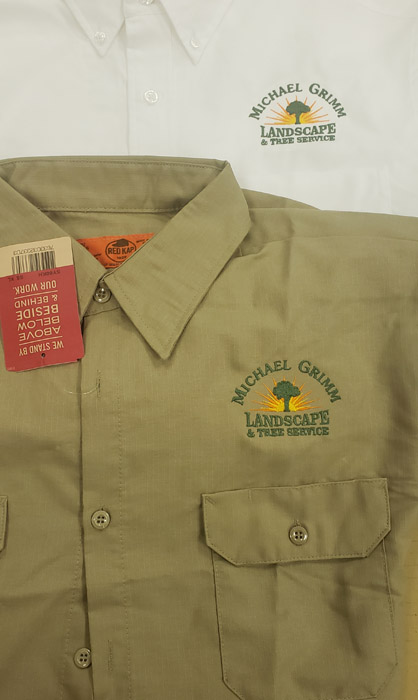 MICHAEL GRIMM
LANDSCAPE
& TREE SERVICE
RED KAP
MICHAEL GRIMM
LANDSCAPE
& TREE SERVICE
WE STAND BY
ABOVE
BELOW
BESIDE
& BEHIND
OUR WORK.